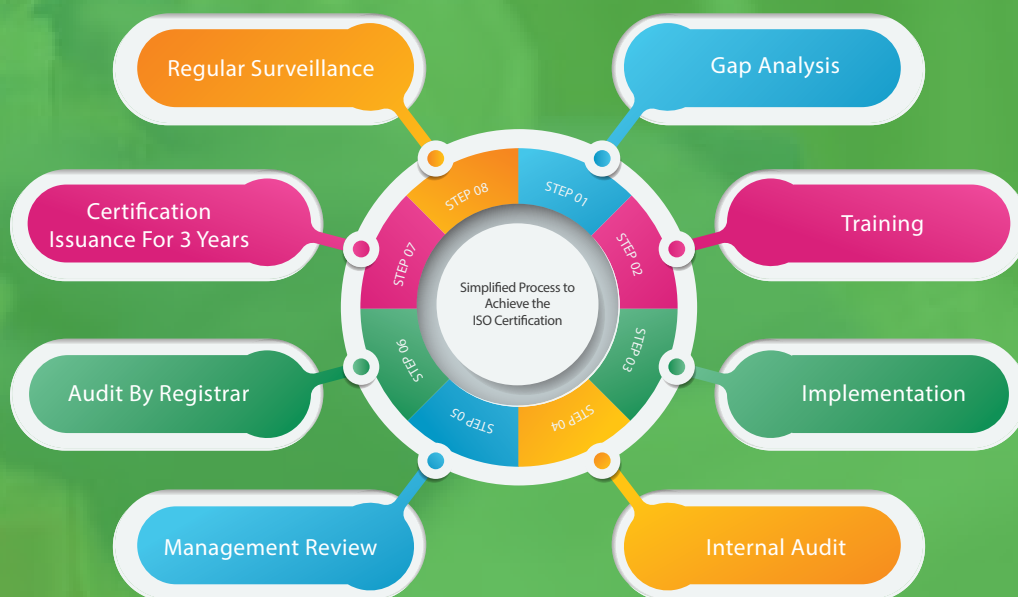 Regular Surveillance
Gap Analysis
Certification
Issuance For 3 Years
Training
Audit By Registrar
Implementation
Management Review
Internal Audit
STEP 01
STEP 02
STEP 03
STEP 04
STEP 05
STEP 06
STEP 07
STEP 08
Simplified Process to
Achieve the
ISO Certification